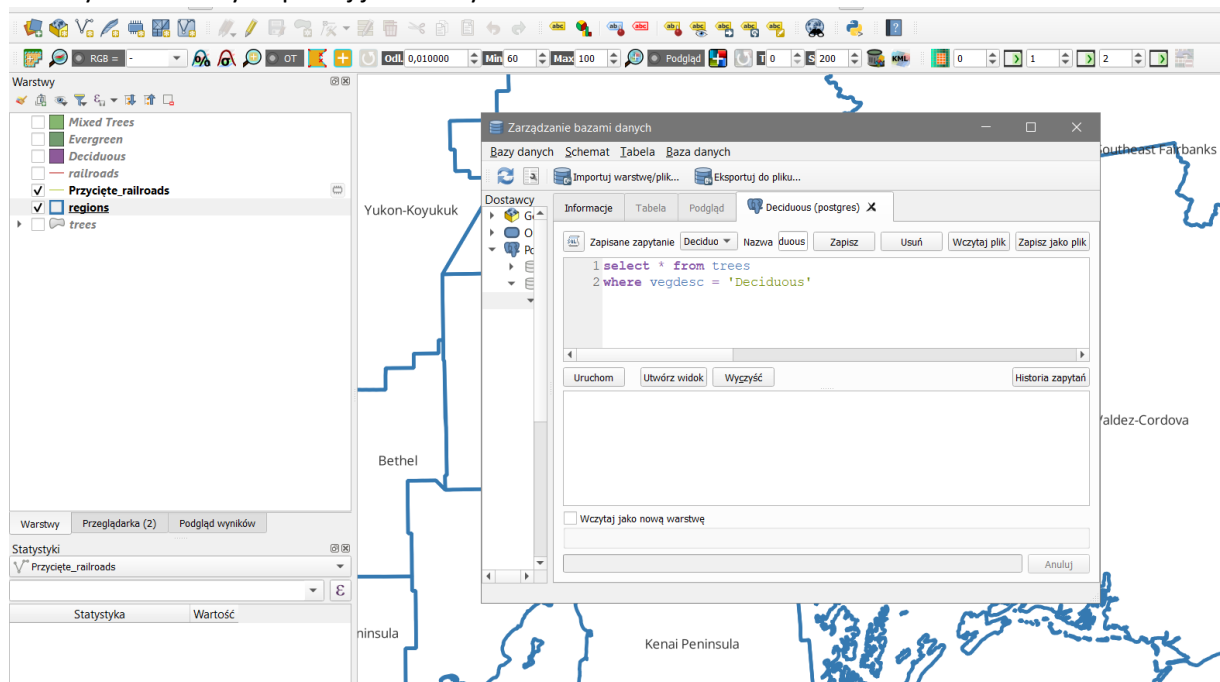 RGB = -
OT
Odl. 0,010000
Min 60
Max 100
Podgląd
T 0
S 200
KML
0
1
2
Warstwy
Mixed Trees
Evergreen
Deciduous
railroads
Przycięte_railroads
regions
trees
Warstwy
Przeglądarka (2)
Podgląd wyników
Statystyki
Przycięte_railroads
ε
Statystyka
Wartość
Yukon-Koyukuk
Bethel
ninsula
Kenai Peninsula
Southeast Fairbanks
Valdez-Cordova
Zarządzanie bazami danych
Bazy danych Schemat Tabela Baza danych
Importuj warstwę/plik...
Eksportuj do pliku...
Dostawcy
Informacje
Tabela
Podgląd
Deciduous (postgres)
Zapisane zapytanie Deciduo
Nazwa duous
Zapisz
Usuń
Wczytaj plik
Zapisz jako plik
1 select * from trees
2 where vegdesc = 'Deciduous'
Uruchom
Utwórz widok
Wyczyść
Historia zapytań
Wczytaj jako nową warstwę
Anuluj